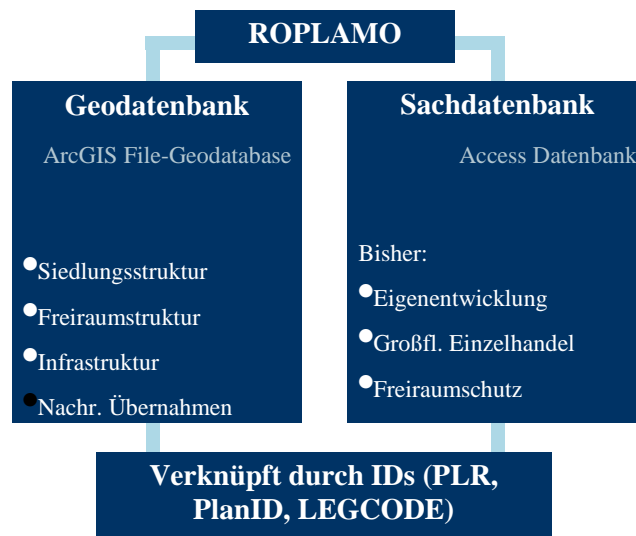 ROPLAMO
Geodatenbank
ArcGIS File-Geodatabase
●Siedlungsstruktur
●Freiraumstruktur
●Infrastruktur
●Nachr. Übernahmen
Sachdatenbank
Access Datenbank
Bisher:
●Eigenentwicklung
●Großfl. Einzelhandel
●Freiraumschutz
Verknüpft durch IDs (PLR,
PlanID, LEGCODE)